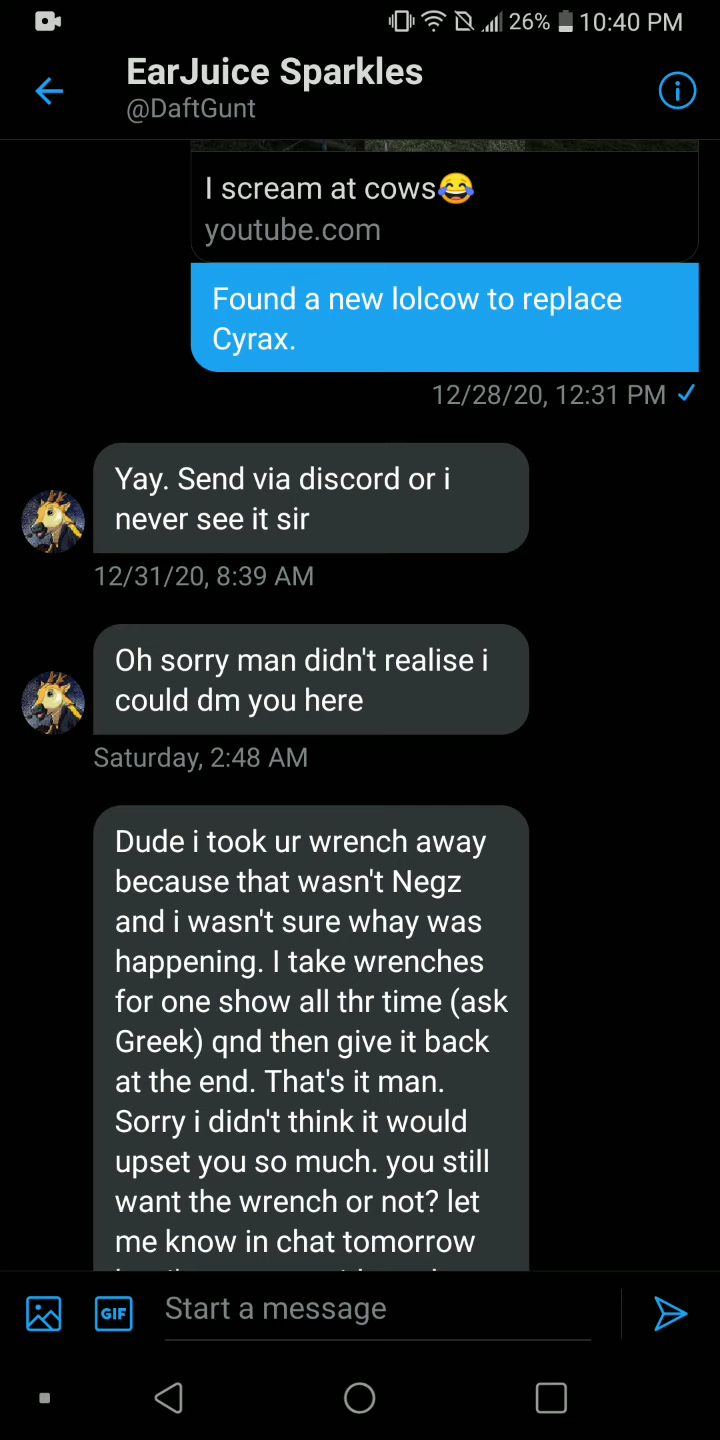 26% 10:40 PM
EarJuice Sparkles
@DaftGunt
I scream at cows😂
youtube.com
Found a new lolcow to replace
Cyrax.
12/28/20, 12:31 PM ✓
Yay. Send via discord or i
never see it sir
12/31/20, 8:39 AM
Oh sorry man didn't realise i
could dm you here
Saturday, 2:48 AM
Dude i took ur wrench away
because that wasn't Negz
and i wasn't sure whay was
happening. I take wrenches
for one show all thr time (ask
Greek) qnd then give it back
at the end. That's it man.
Sorry i didn't think it would
upset you so much. you still
want the wrench or not? let
me know in chat tomorrow
GIF Start a message